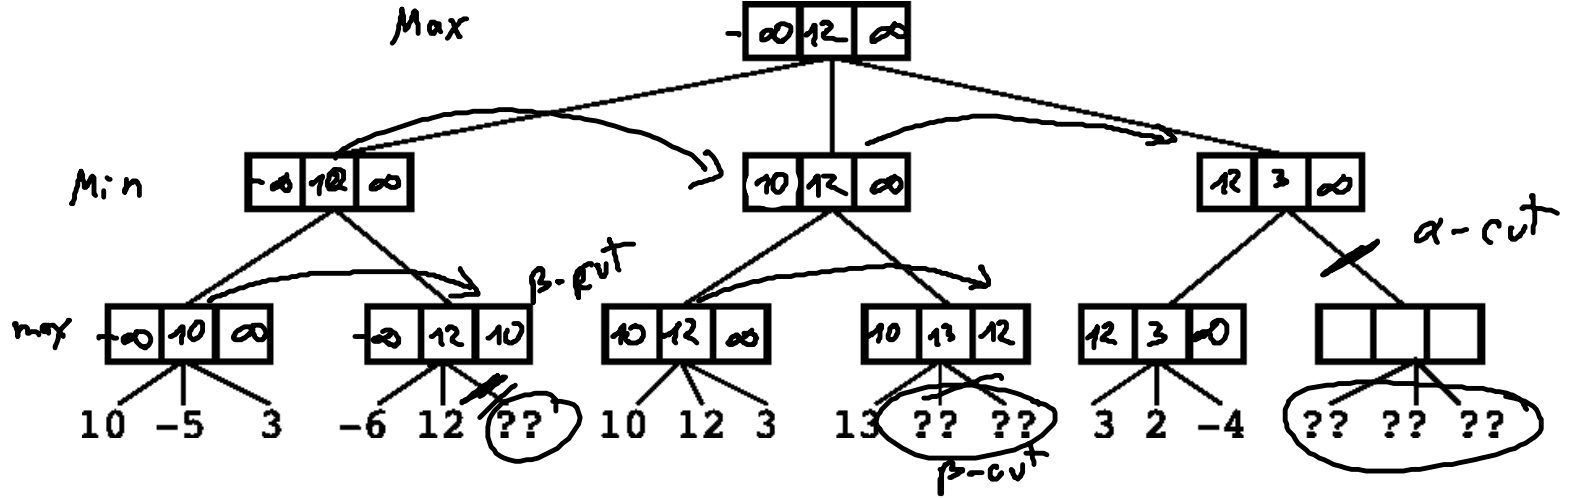 Max
-∞ 12 ∞
Min
-∞ 10 ∞ 10 12 ∞ 12 3 ∞
α-cut
β-cut
max
-∞ 10 ∞ -∞ 12 10 10 12 ∞ 10 13 12 12 3 ∞
10 -5 3 -6 12 ?? 10 12 3 13 ?? ?? 3 2 -4 ?? ?? ??
β-cut